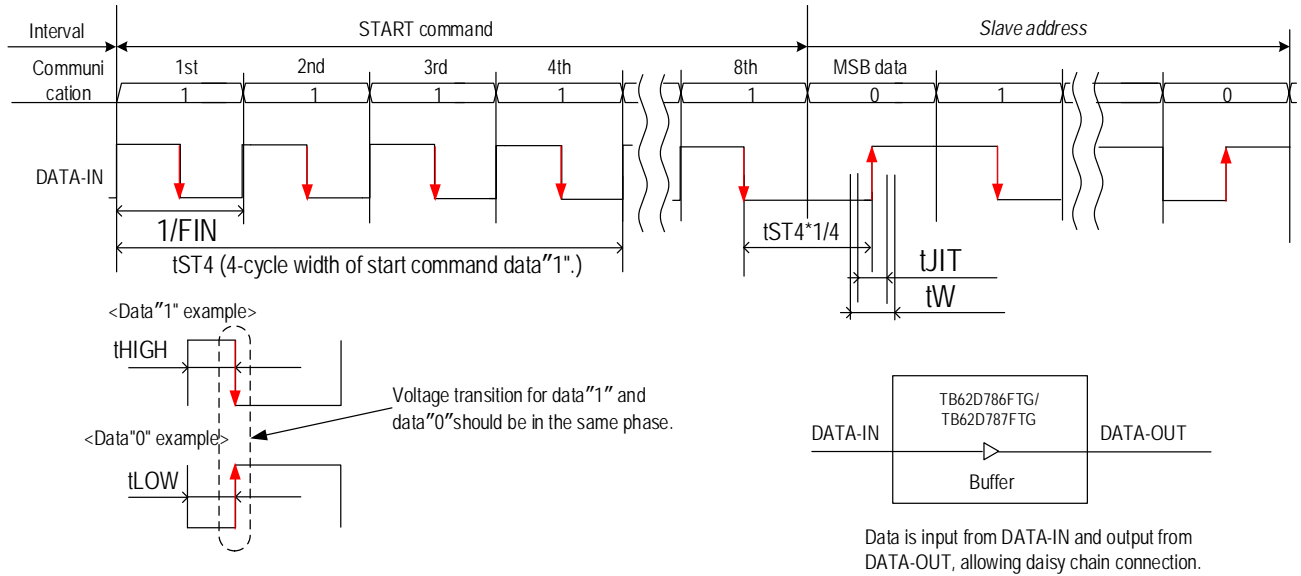 Interval
START command
Slave address
Communi
cation
1st
2nd
3rd
4th
8th
MSB data
1
1
1
1
1
0
1
0
DATA-IN
1/FIN
tST4 (4-cycle width of start command data″1".)
tST4*1/4
tJIT
tW
<Data″1" example>
tHIGH
Voltage transition for data″1″ and
data″0″should be in the same phase.
<Data"0" example>
tLOW
TB62D786FTG/
TB62D787FTG
DATA-IN
DATA-OUT
Buffer
Data is input from DATA-IN and output from
DATA-OUT, allowing daisy chain connection.